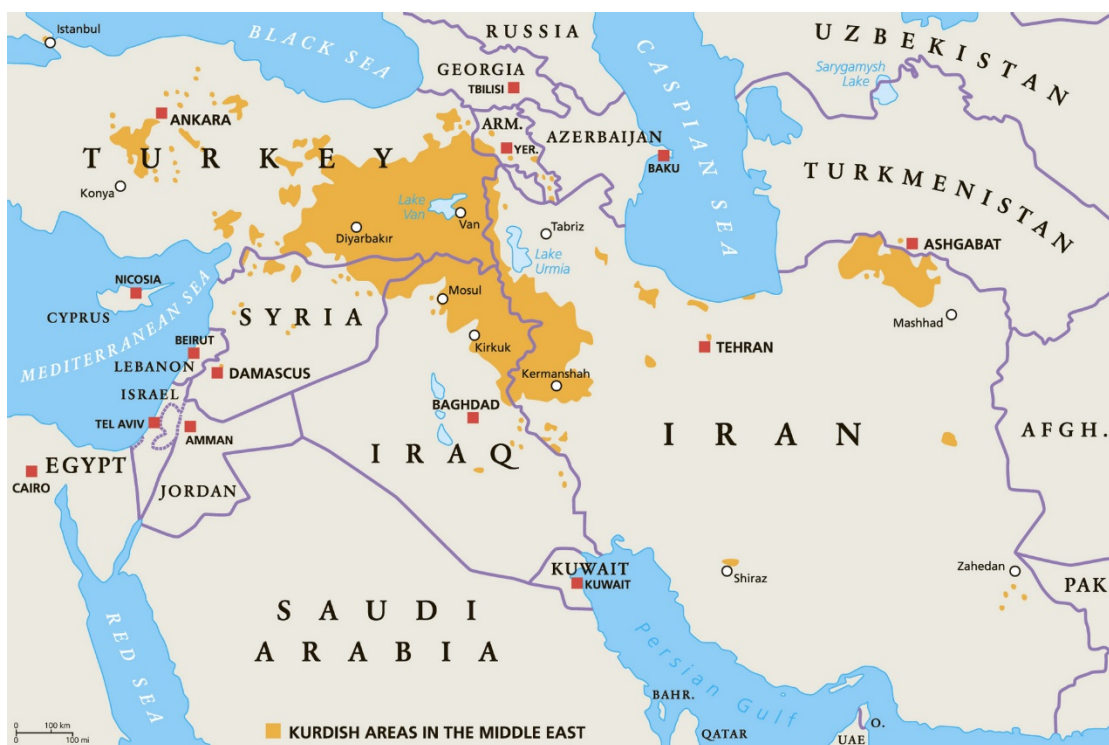 Istanbul
BLACK SEA
RUSSIA
GEORGIA
TBILISI
CASPIAN SEA
UZBEKISTAN
Sarygamysh
Lake
ANKARA
ARM.
YER.
AZERBAIJAN
BAKU
TURKEY
TURKMENISTAN
Konya
Lake
Van
Van
Diyarbakır
Tabriz
Lake
Urmia
ASHGABAT
NICOSIA
CYPRUS
MEDITERRANEAN SEA
SYRIA
Mosul
Mashhad
BEIRUT
LEBANON
Kirkuk
TEHRAN
DAMASCUS
Kermanshah
ISRAEL
TEL AVIV
AMMAN
BAGHDAD
IRAQ
IRAN
AFGH.
EGYPT
CAIRO
JORDAN
KUWAIT
KUWAIT
Shiraz
Zahedan
PAK
SAUDI
ARABIA
RED SEA
Persian Gulf
BAHR.
QATAR
O.
UAE
100 km
100 mi
KURDISH AREAS IN THE MIDDLE EAST